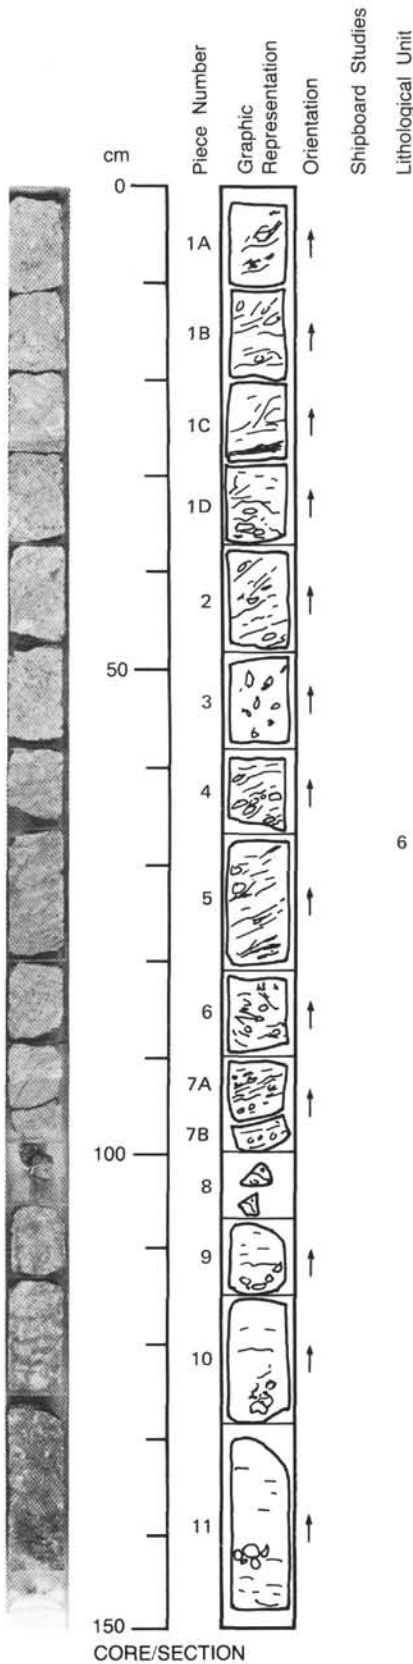 cm
Piece Number
Graphic
Representation
Orientation
Shipboard Studies
Lithological Unit
0
1A
1B
1C
1D
2
50
3
4
6
5
6
7A
7B
100
8
9
10
11
150
CORE/SECTION